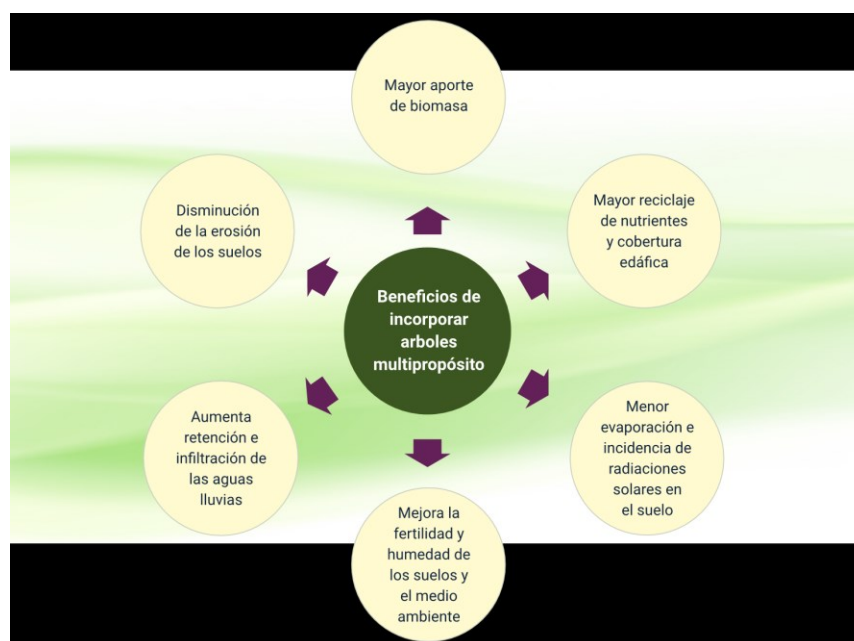 Mayor aporte
de biomasa
Disminución
de la erosión
de los suelos
Mayor reciclaje
de nutrientes
y cobertura
edáfica
Beneficios de
incorporar
arboles
multipropósito
Aumenta
retención e
infiltración de
las aguas
lluvias
Menor
evaporación e
incidencia de
radiaciones
solares en
el suelo
Mejora la
fertilidad y
humedad de
los suelos y
el medio
ambiente